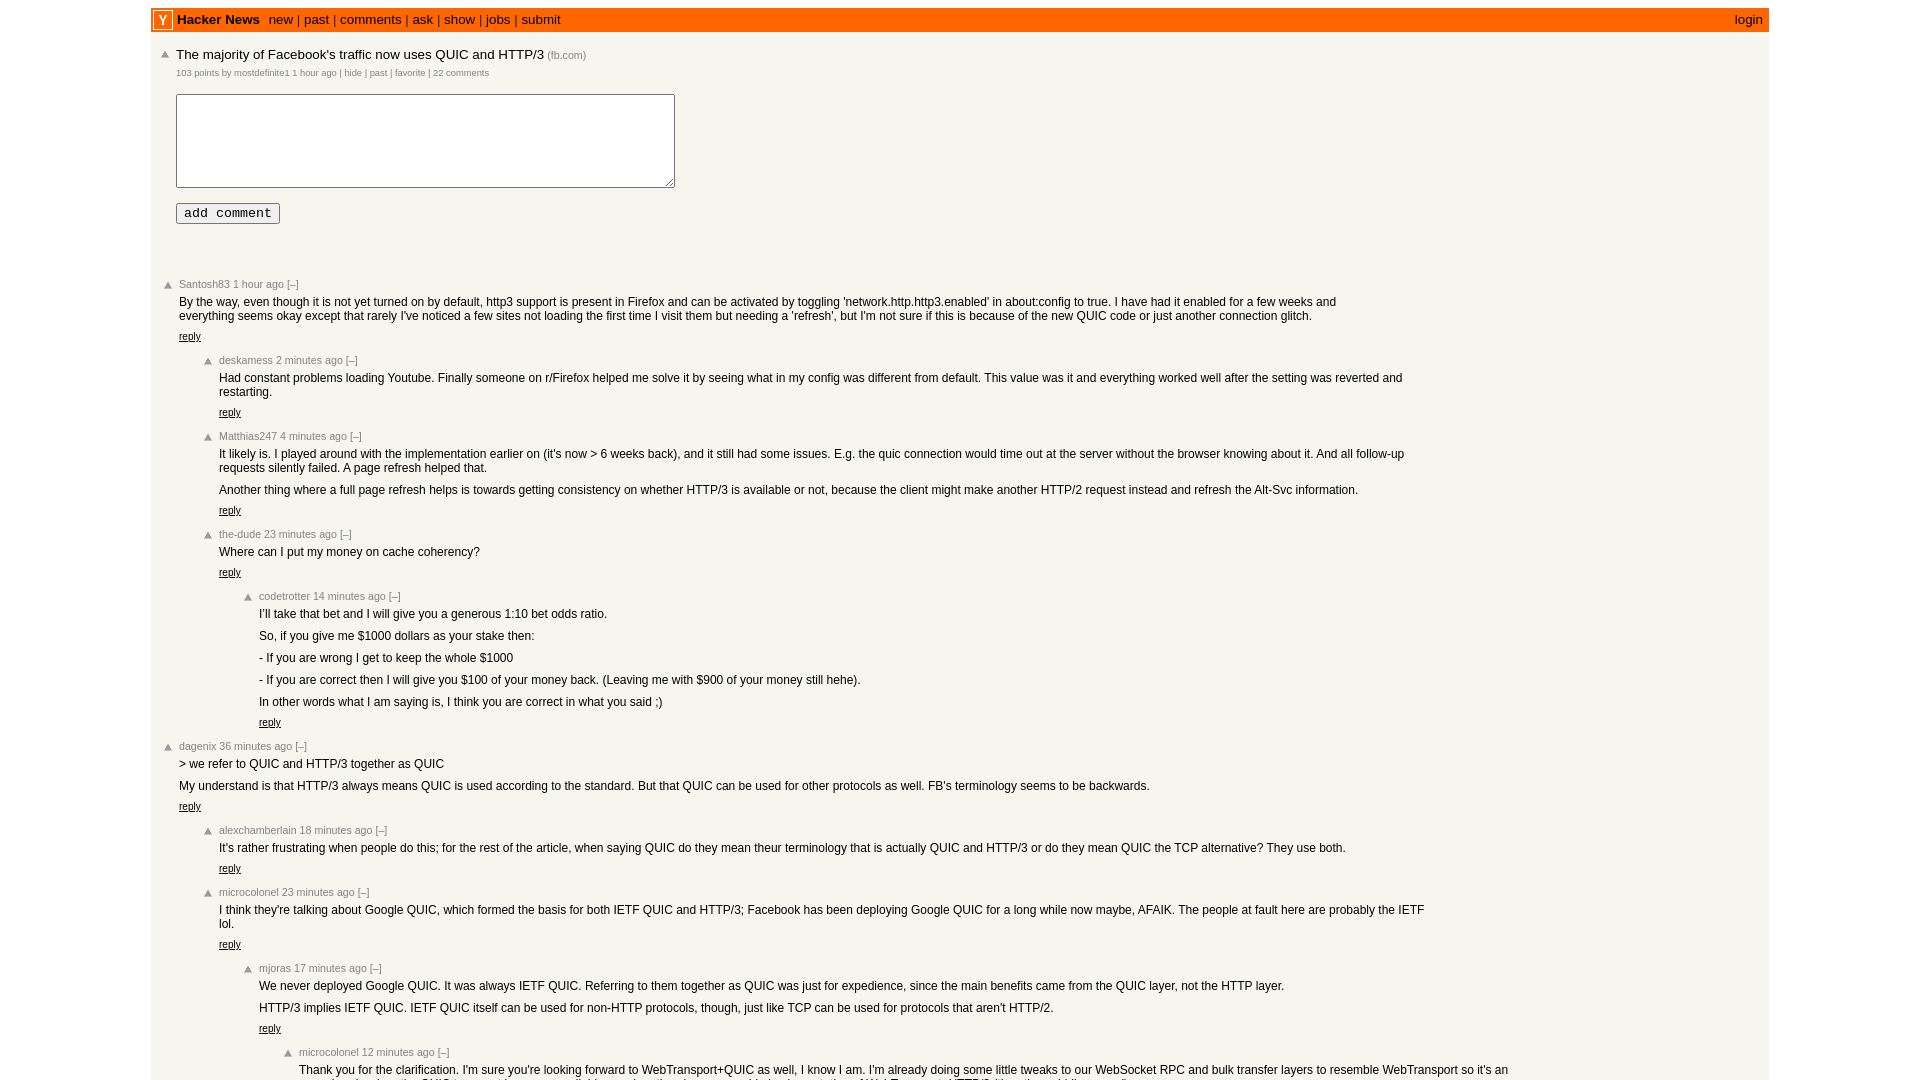 Y Hacker News new | past | comments | ask | show | jobs | submit login
The majority of Facebook's traffic now uses QUIC and HTTP/3 (fb.com)
103 points by mostdefinite1 1 hour ago | hide | past | favorite | 22 comments
add comment
Santosh83 1 hour ago [–]
By the way, even though it is not yet turned on by default, http3 support is present in Firefox and can be activated by toggling 'network.http.http3.enabled' in about:config to true. I have had it enabled for a few weeks and
everything seems okay except that rarely I've noticed a few sites not loading the first time I visit them but needing a 'refresh', but I'm not sure if this is because of the new QUIC code or just another connection glitch.
reply
deskamess 2 minutes ago [–]
Had constant problems loading Youtube. Finally someone on r/Firefox helped me solve it by seeing what in my config was different from default. This value was it and everything worked well after the setting was reverted and
restarting.
reply
Matthias247 4 minutes ago [–]
It likely is. I played around with the implementation earlier on (it's now > 6 weeks back), and it still had some issues. E.g. the quic connection would time out at the server without the browser knowing about it. And all follow-up
requests silently failed. A page refresh helped that.
Another thing where a full page refresh helps is towards getting consistency on whether HTTP/3 is available or not, because the client might make another HTTP/2 request instead and refresh the Alt-Svc information.
reply
the-dude 23 minutes ago [–]
Where can I put my money on cache coherency?
reply
codetrotter 14 minutes ago [–]
I'll take that bet and I will give you a generous 1:10 bet odds ratio.
So, if you give me $1000 dollars as your stake then:
- If you are wrong I get to keep the whole $1000
- If you are correct then I will give you $100 of your money back. (Leaving me with $900 of your money still hehe).
In other words what I am saying is, I think you are correct in what you said ;)
reply
dagenix 36 minutes ago [–]
> we refer to QUIC and HTTP/3 together as QUIC
My understand is that HTTP/3 always means QUIC is used according to the standard. But that QUIC can be used for other protocols as well. FB's terminology seems to be backwards.
reply
alexchamberlain 18 minutes ago [–]
It's rather frustrating when people do this; for the rest of the article, when saying QUIC do they mean theur terminology that is actually QUIC and HTTP/3 or do they mean QUIC the TCP alternative? They use both.
reply
microcolonel 23 minutes ago [–]
I think they're talking about Google QUIC, which formed the basis for both IETF QUIC and HTTP/3; Facebook has been deploying Google QUIC for a long while now maybe, AFAIK. The people at fault here are probably the IETF
lol.
reply
mjoras 17 minutes ago [–]
We never deployed Google QUIC. It was always IETF QUIC. Referring to them together as QUIC was just for expedience, since the main benefits came from the QUIC layer, not the HTTP layer.
HTTP/3 implies IETF QUIC. IETF QUIC itself can be used for non-HTTP protocols, though, just like TCP can be used for protocols that aren't HTTP/2.
reply
microcolonel 12 minutes ago [–]
Thank you for the clarification. I'm sure you're looking forward to WebTransport+QUIC as well, I know I am. I'm already doing some little tweaks to our WebSocket RPC and bulk transfer layers to resemble WebTransport so it's an